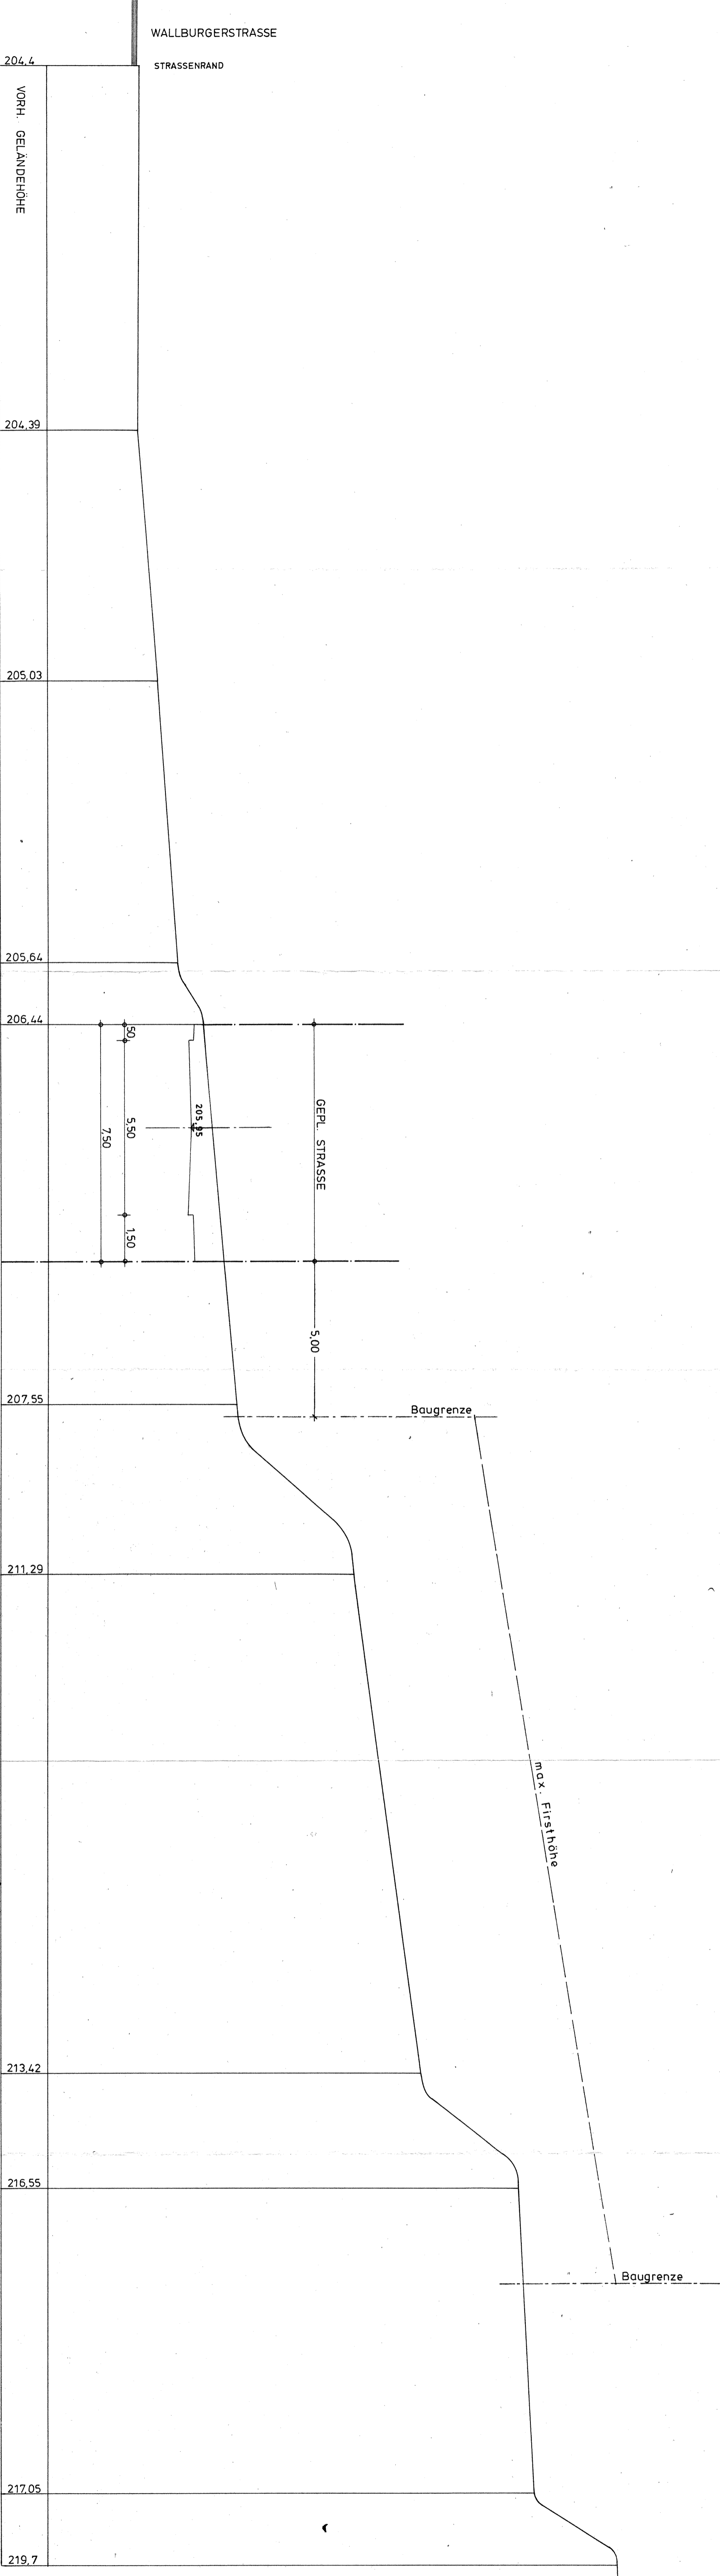 WALLBURGERSTRASSE
STRASSENRAND
204,4
VORH. GELÄNDEHÖHE
204,39
205,03
205,64
206,44
50
5,50
7,50
1,50
205,95
GEPL. STRASSE
5,00
207,55
Baugrenze
211,29
max. Firsthöhe
213,42
216,55
Baugrenze
217,05
219,7